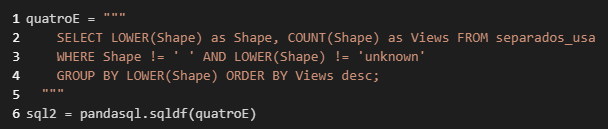 1 quatroE = """
2 SELECT LOWER(Shape) as Shape, COUNT(Shape) as Views FROM separados_usa
3 WHERE Shape != ' ' AND LOWER(Shape) != 'unknown'
4 GROUP BY LOWER(Shape) ORDER BY Views desc;
5 """
6 sql2 = pandasql.sqldf(quatroE)